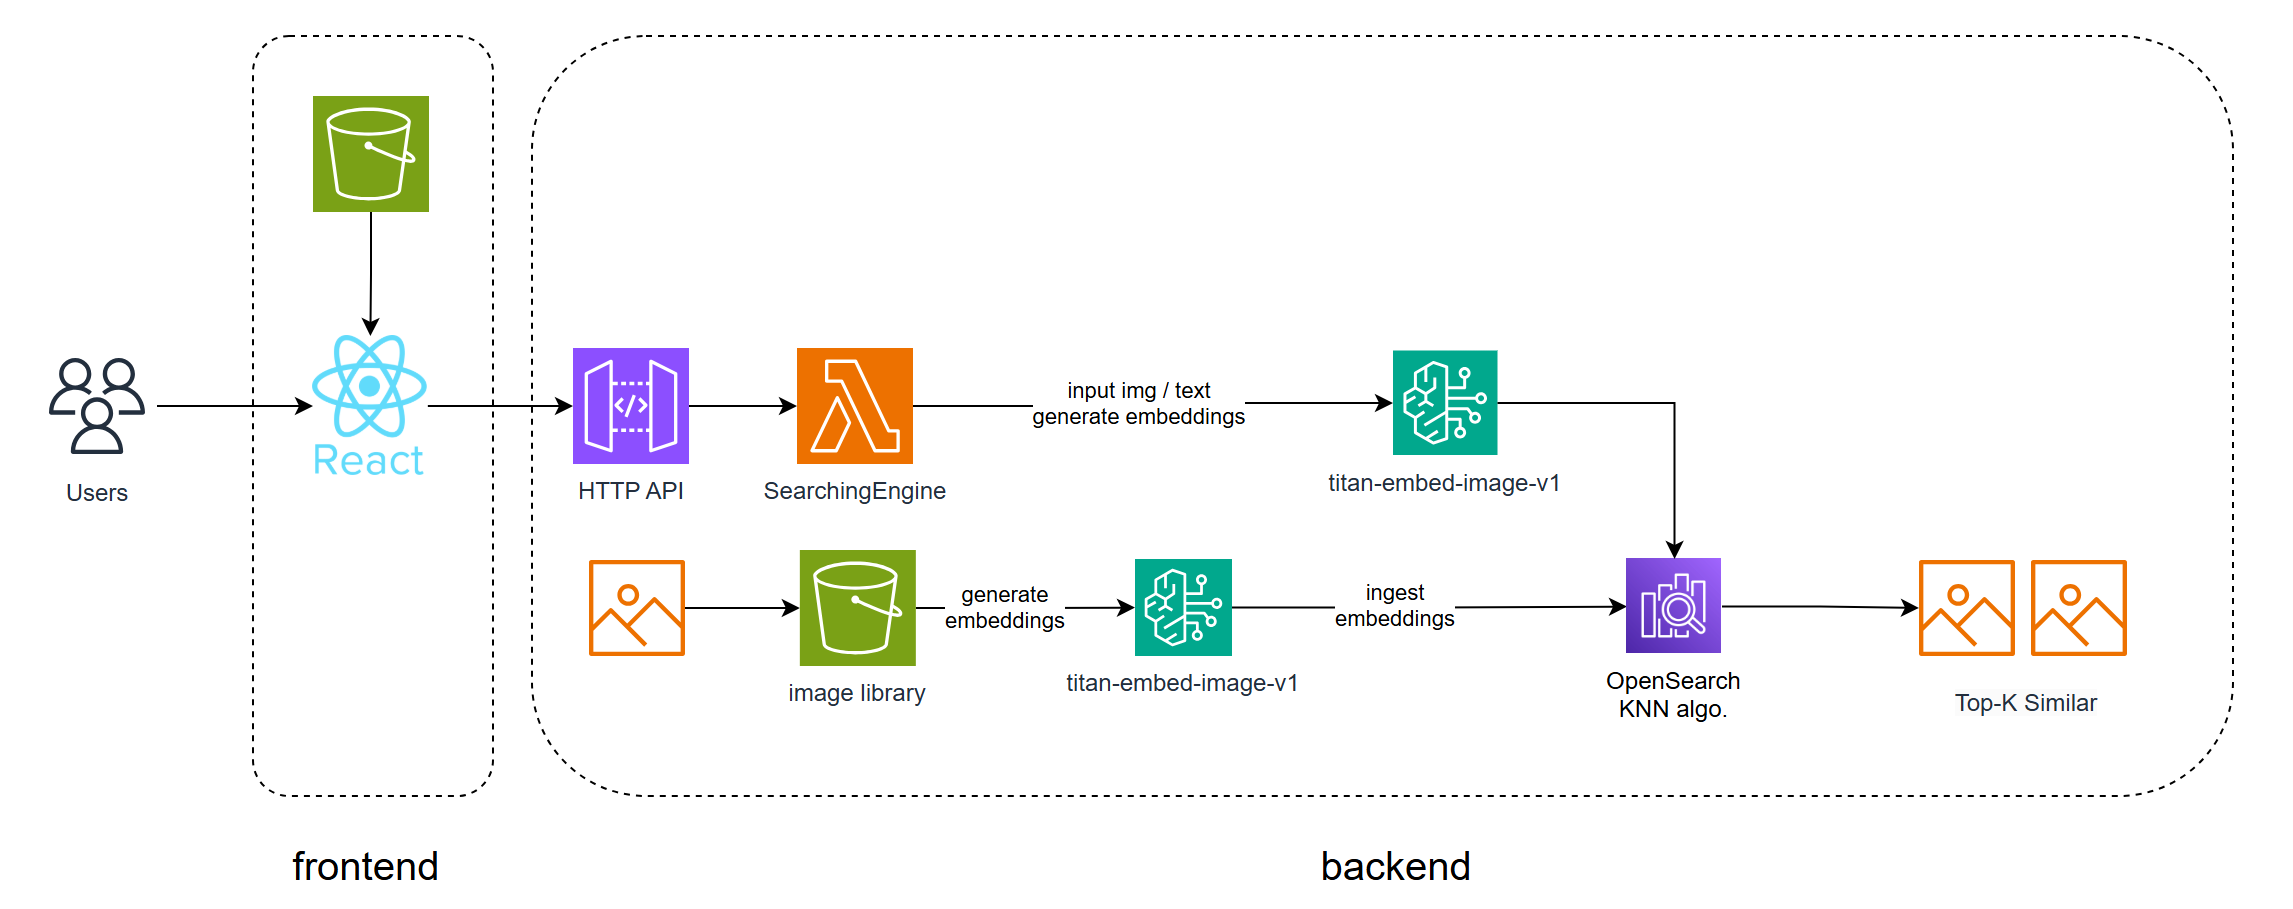 React
Users
HTTP API
SearchingEngine
input img / text
generate embeddings
titan-embed-image-v1
image library
generate
embeddings
titan-embed-image-v1
ingest
embeddings
OpenSearch
KNN algo.
Top-K Similar
frontend
backend